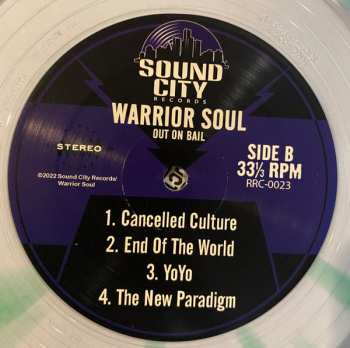 SOUND
CITY
RECORDS
WARRIOR SOUL
OUT ON BAIL
STEREO
SIDE B
33⅓ RPM
RRC-0023
©2022 Sound City Records/
Warrior Soul
1. Cancelled Culture
2. End Of The World
3. YoYo
4. The New Paradigm